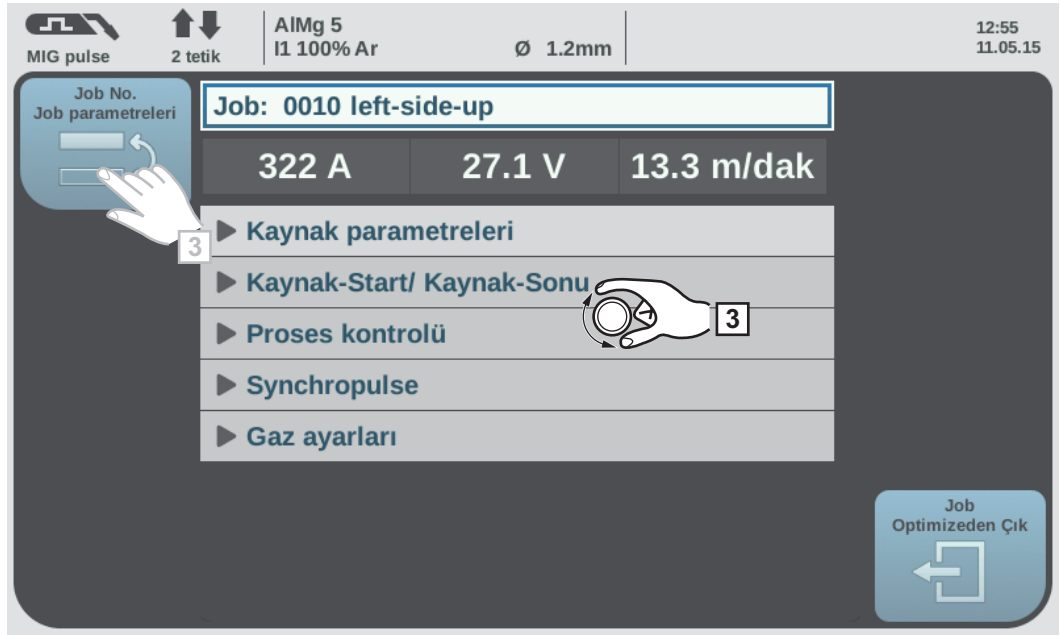 MIG pulse
2 tetik
AlMg 5
I1 100% Ar
Ø 1.2mm
12:55
11.05.15
Job No.
Job parametreleri
3
Job: 0010 left-side-up
322 A
27.1 V
13.3 m/dak
Kaynak parametreleri
Kaynak-Start/ Kaynak-Sonu
3
Proses kontrolü
Synchropulse
Gaz ayarları
Job
Optimizeden Çık